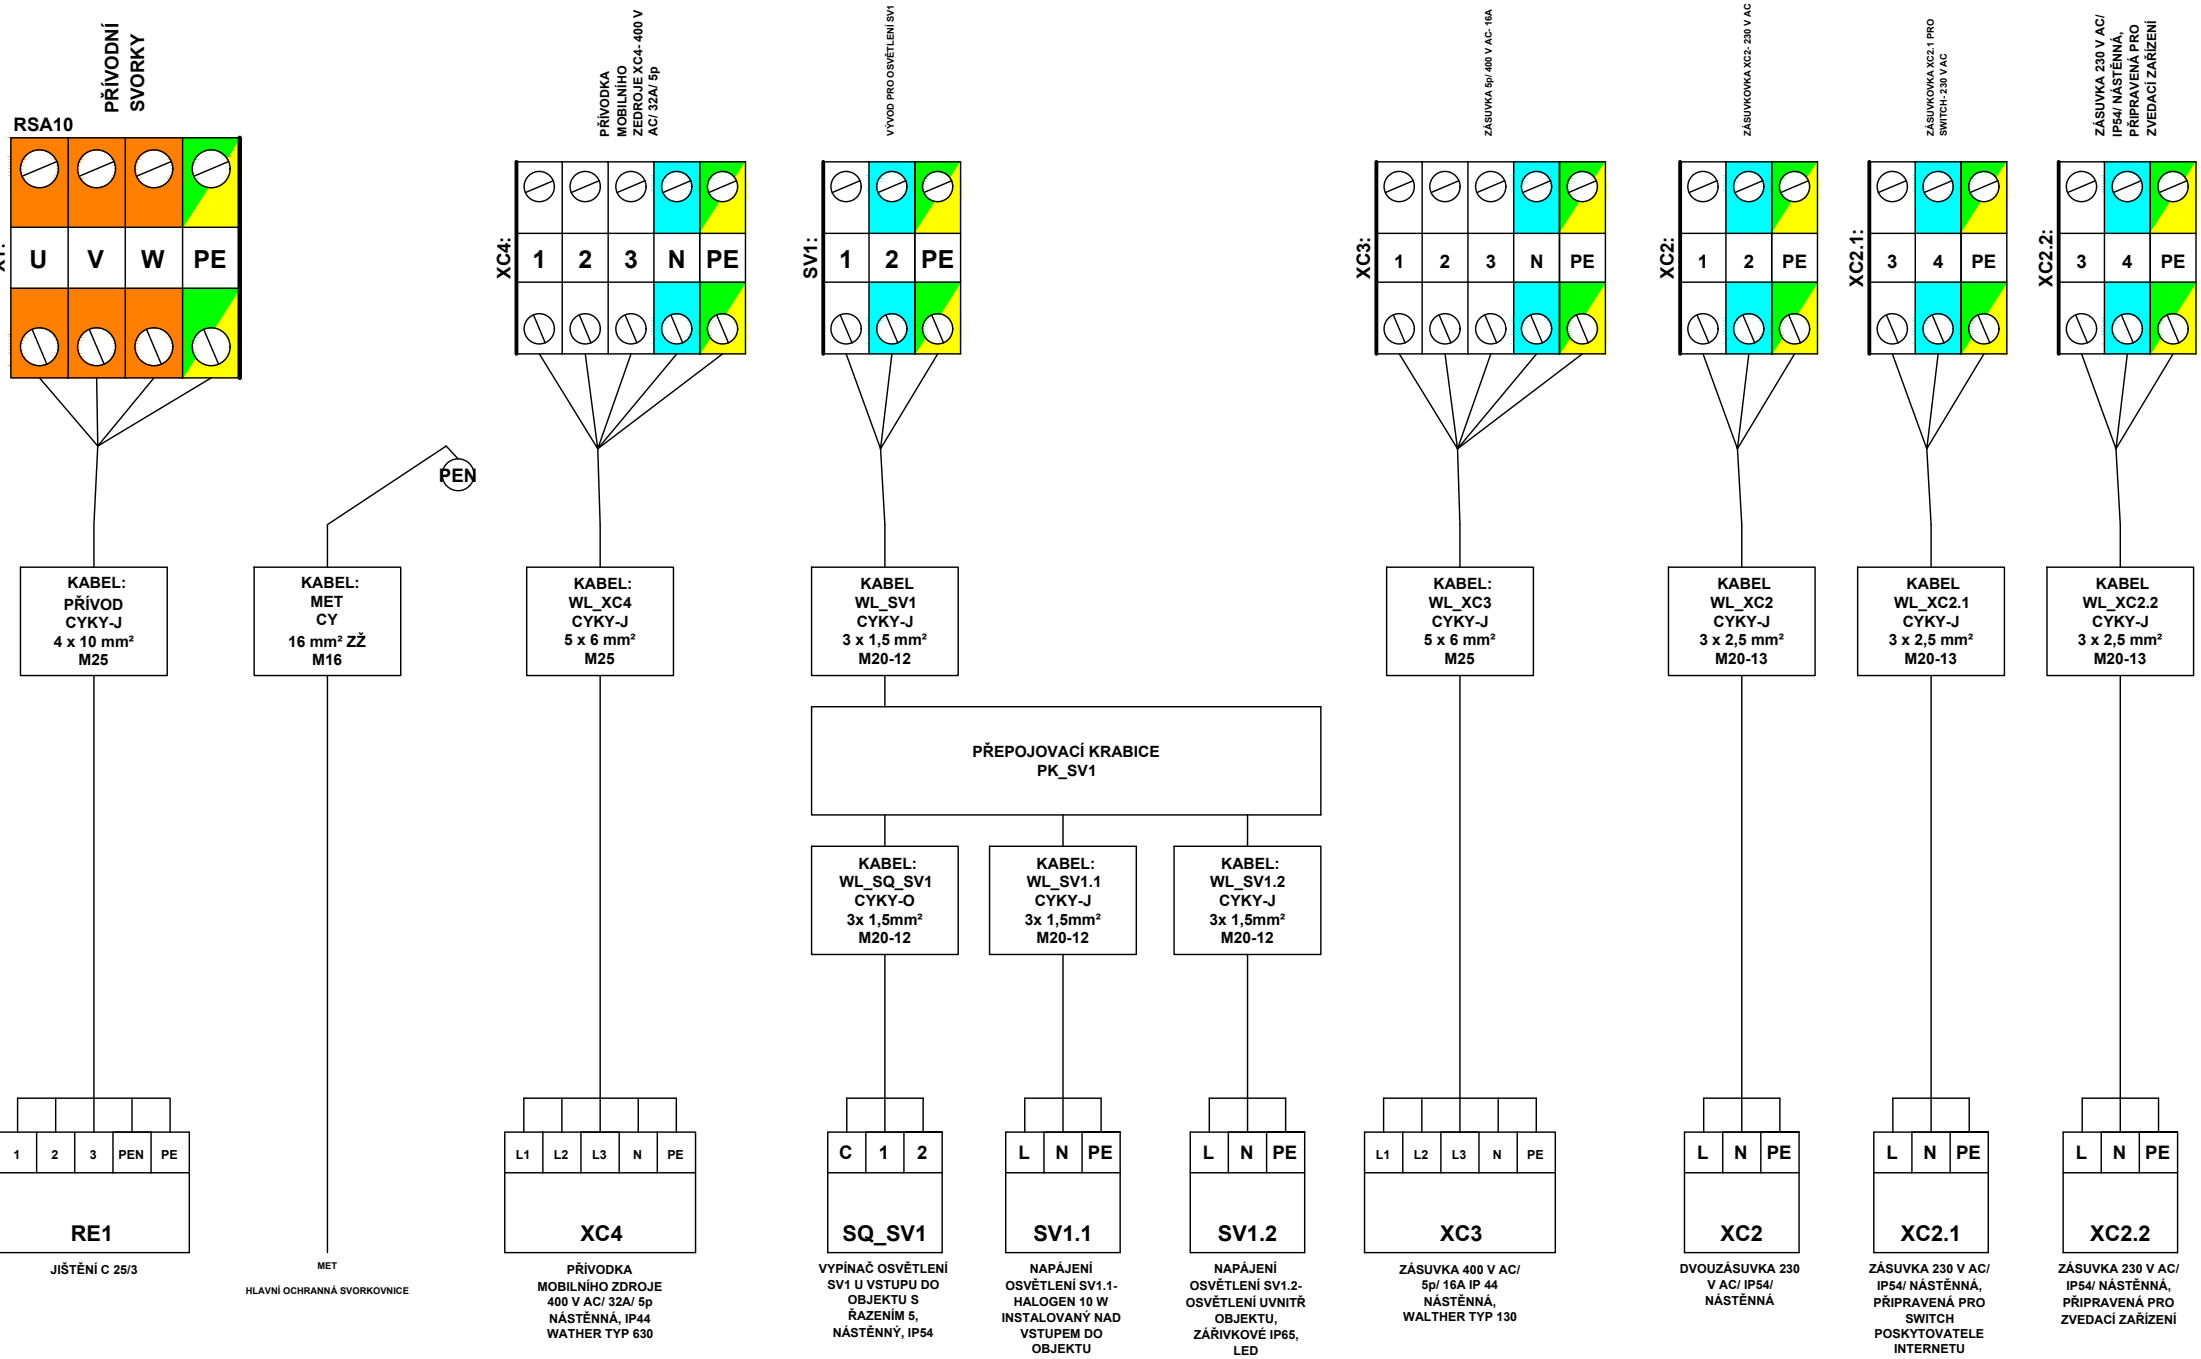 PŘÍVODNÍ
SVORKY
PŘÍVODKA
MOBILNÍHO
ZEDROJE XC4- 400 V
AC/ 32A/ 5p
VÝVOD PRO OSVĚTLENÍ SV1
ZÁSUVKA 5p/ 400 V AC- 16A
ZÁSUVKOVKA XC2- 230 V AC
ZÁSUVKOVKA XC2.1 PRO
SWITCH- 230 V AC
ZÁSUVKA 230 V AC/
IP54/ NÁSTĚNNÁ,
PŘIPRAVENÁ PRO
ZVEDACÍ ZAŘÍZENÍ
RSA10
U V W PE
XC4:
1 2 3 N PE
SV1:
1 2 PE
XC3:
1 2 3 N PE
XC2:
1 2 PE
XC2.1:
3 4 PE
XC2.2:
3 4 PE
PEN
KABEL:
PŘÍVOD
CYKY-J
4 x 10 mm²
M25
KABEL:
MET
CY
16 mm² ZŽ
M16
KABEL:
WL_XC4
CYKY-J
5 x 6 mm²
M25
KABEL
WL_SV1
CYKY-J
3 x 1,5 mm²
M20-12
KABEL:
WL_XC3
CYKY-J
5 x 6 mm²
M25
KABEL
WL_XC2
CYKY-J
3 x 2,5 mm²
M20-13
KABEL
WL_XC2.1
CYKY-J
3 x 2,5 mm²
M20-13
KABEL
WL_XC2.2
CYKY-J
3 x 2,5 mm²
M20-13
PŘEPOJOVACÍ KRABICE
PK_SV1
KABEL:
WL_SQ_SV1
CYKY-O
3x 1,5mm²
M20-12
KABEL:
WL_SV1.1
CYKY-J
3x 1,5mm²
M20-12
KABEL:
WL_SV1.2
CYKY-J
3x 1,5mm²
M20-12
1 2 3 PEN PE
RE1
JIŠTĚNÍ C 25/3
MET
HLAVNÍ OCHRANNÁ SVORKOVNICE
L1 L2 L3 N PE
XC4
PŘÍVODKA
MOBILNÍHO ZDROJE
400 V AC/ 32A/ 5p
NÁSTĚNNÁ, IP44
WATHER TYP 630
C 1 2
SQ_SV1
VYPÍNAČ OSVĚTLENÍ
SV1 U VSTUPU DO
OBJEKTU S
ŘAZENÍM 5,
NÁSTĚNNÝ, IP54
L N PE
SV1.1
NAPÁJENÍ
OSVĚTLENÍ SV1.1-
HALOGEN 10 W
INSTALOVANÝ NAD
VSTUPEM DO
OBJEKTU
L N PE
SV1.2
NAPÁJENÍ
OSVĚTLENÍ SV1.2-
OSVĚTLENÍ UVNITŘ
OBJEKTU,
ZÁŘIVKOVÉ IP65,
LED
L1 L2 L3 N PE
XC3
ZÁSUVKA 400 V AC/
5p/ 16A IP 44
NÁSTĚNNÁ,
WALTHER TYP 130
L N PE
XC2
DVOUZÁSUVKA 230
V AC/ IP54/
NÁSTĚNNÁ
L N PE
XC2.1
ZÁSUVKA 230 V AC/
IP54/ NÁSTĚNNÁ,
PŘIPRAVENÁ PRO
SWITCH
POSKYTOVATELE
INTERNETU
L N PE
XC2.2
ZÁSUVKA 230 V AC/
IP54/ NÁSTĚNNÁ,
PŘIPRAVENÁ PRO
ZVEDACÍ ZAŘÍZENÍ